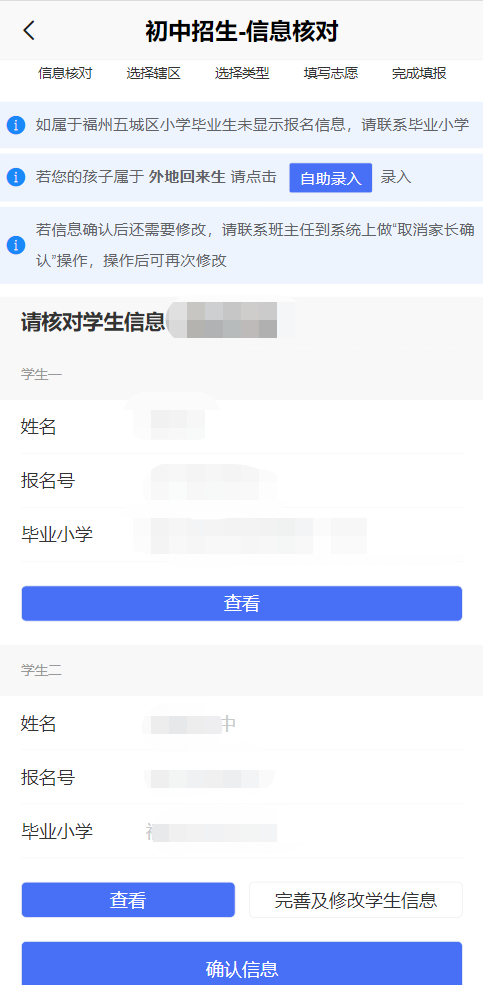 初中招生-信息核对
信息核对 选择辖区 选择类型 填写志愿 完成填报
如属于福州五城区小学毕业生未显示报名信息，请联系毕业小学
若您的孩子属于 外地回来生 请点击 自助录入 录入
若信息确认后还需要修改，请联系班主任到系统上做“取消家长确
认”操作，操作后可再次修改
请核对学生信息
学生一
姓名
报名号
毕业小学
查看
学生二
姓名 中
报名号
毕业小学
查看 完善及修改学生信息
确认信息